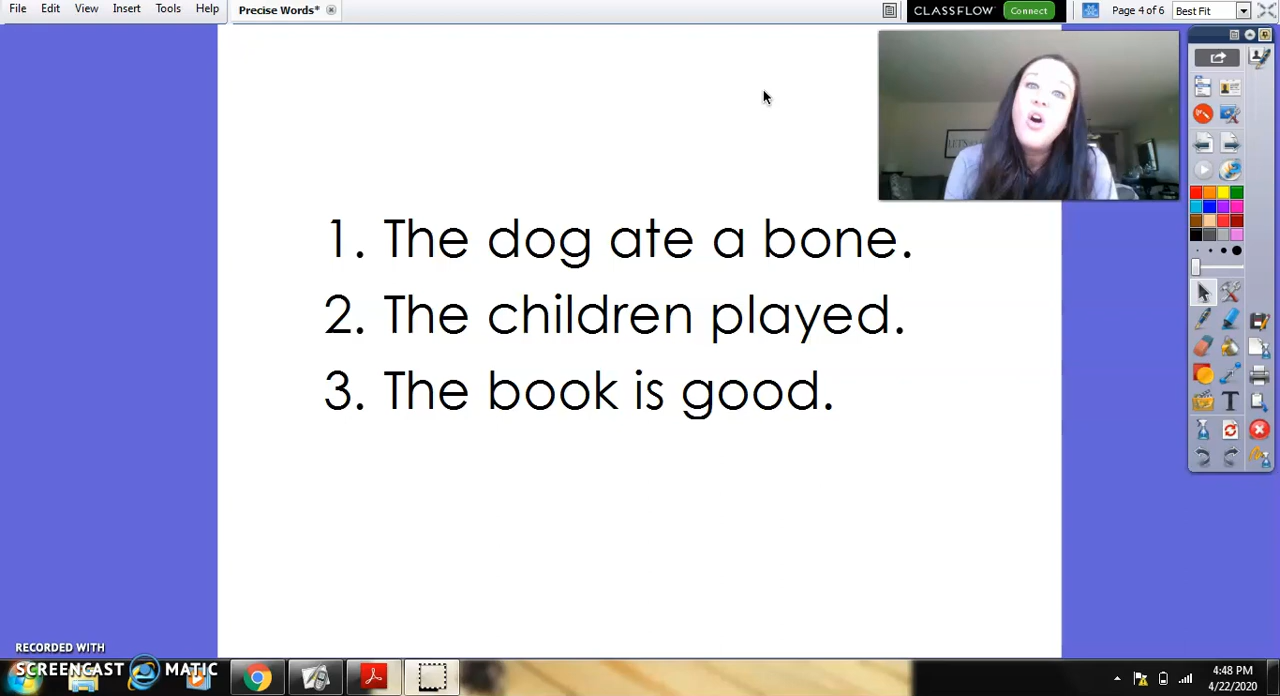 File Edit View Insert Tools Help Precise Words* CLASSFLOW Connect Page 4 of 6 Best Fit
1. The dog ate a bone.
2. The children played.
3. The book is good.
RECORDED WITH
SCREENCAST MATIC
4:48 PM
4/22/2020